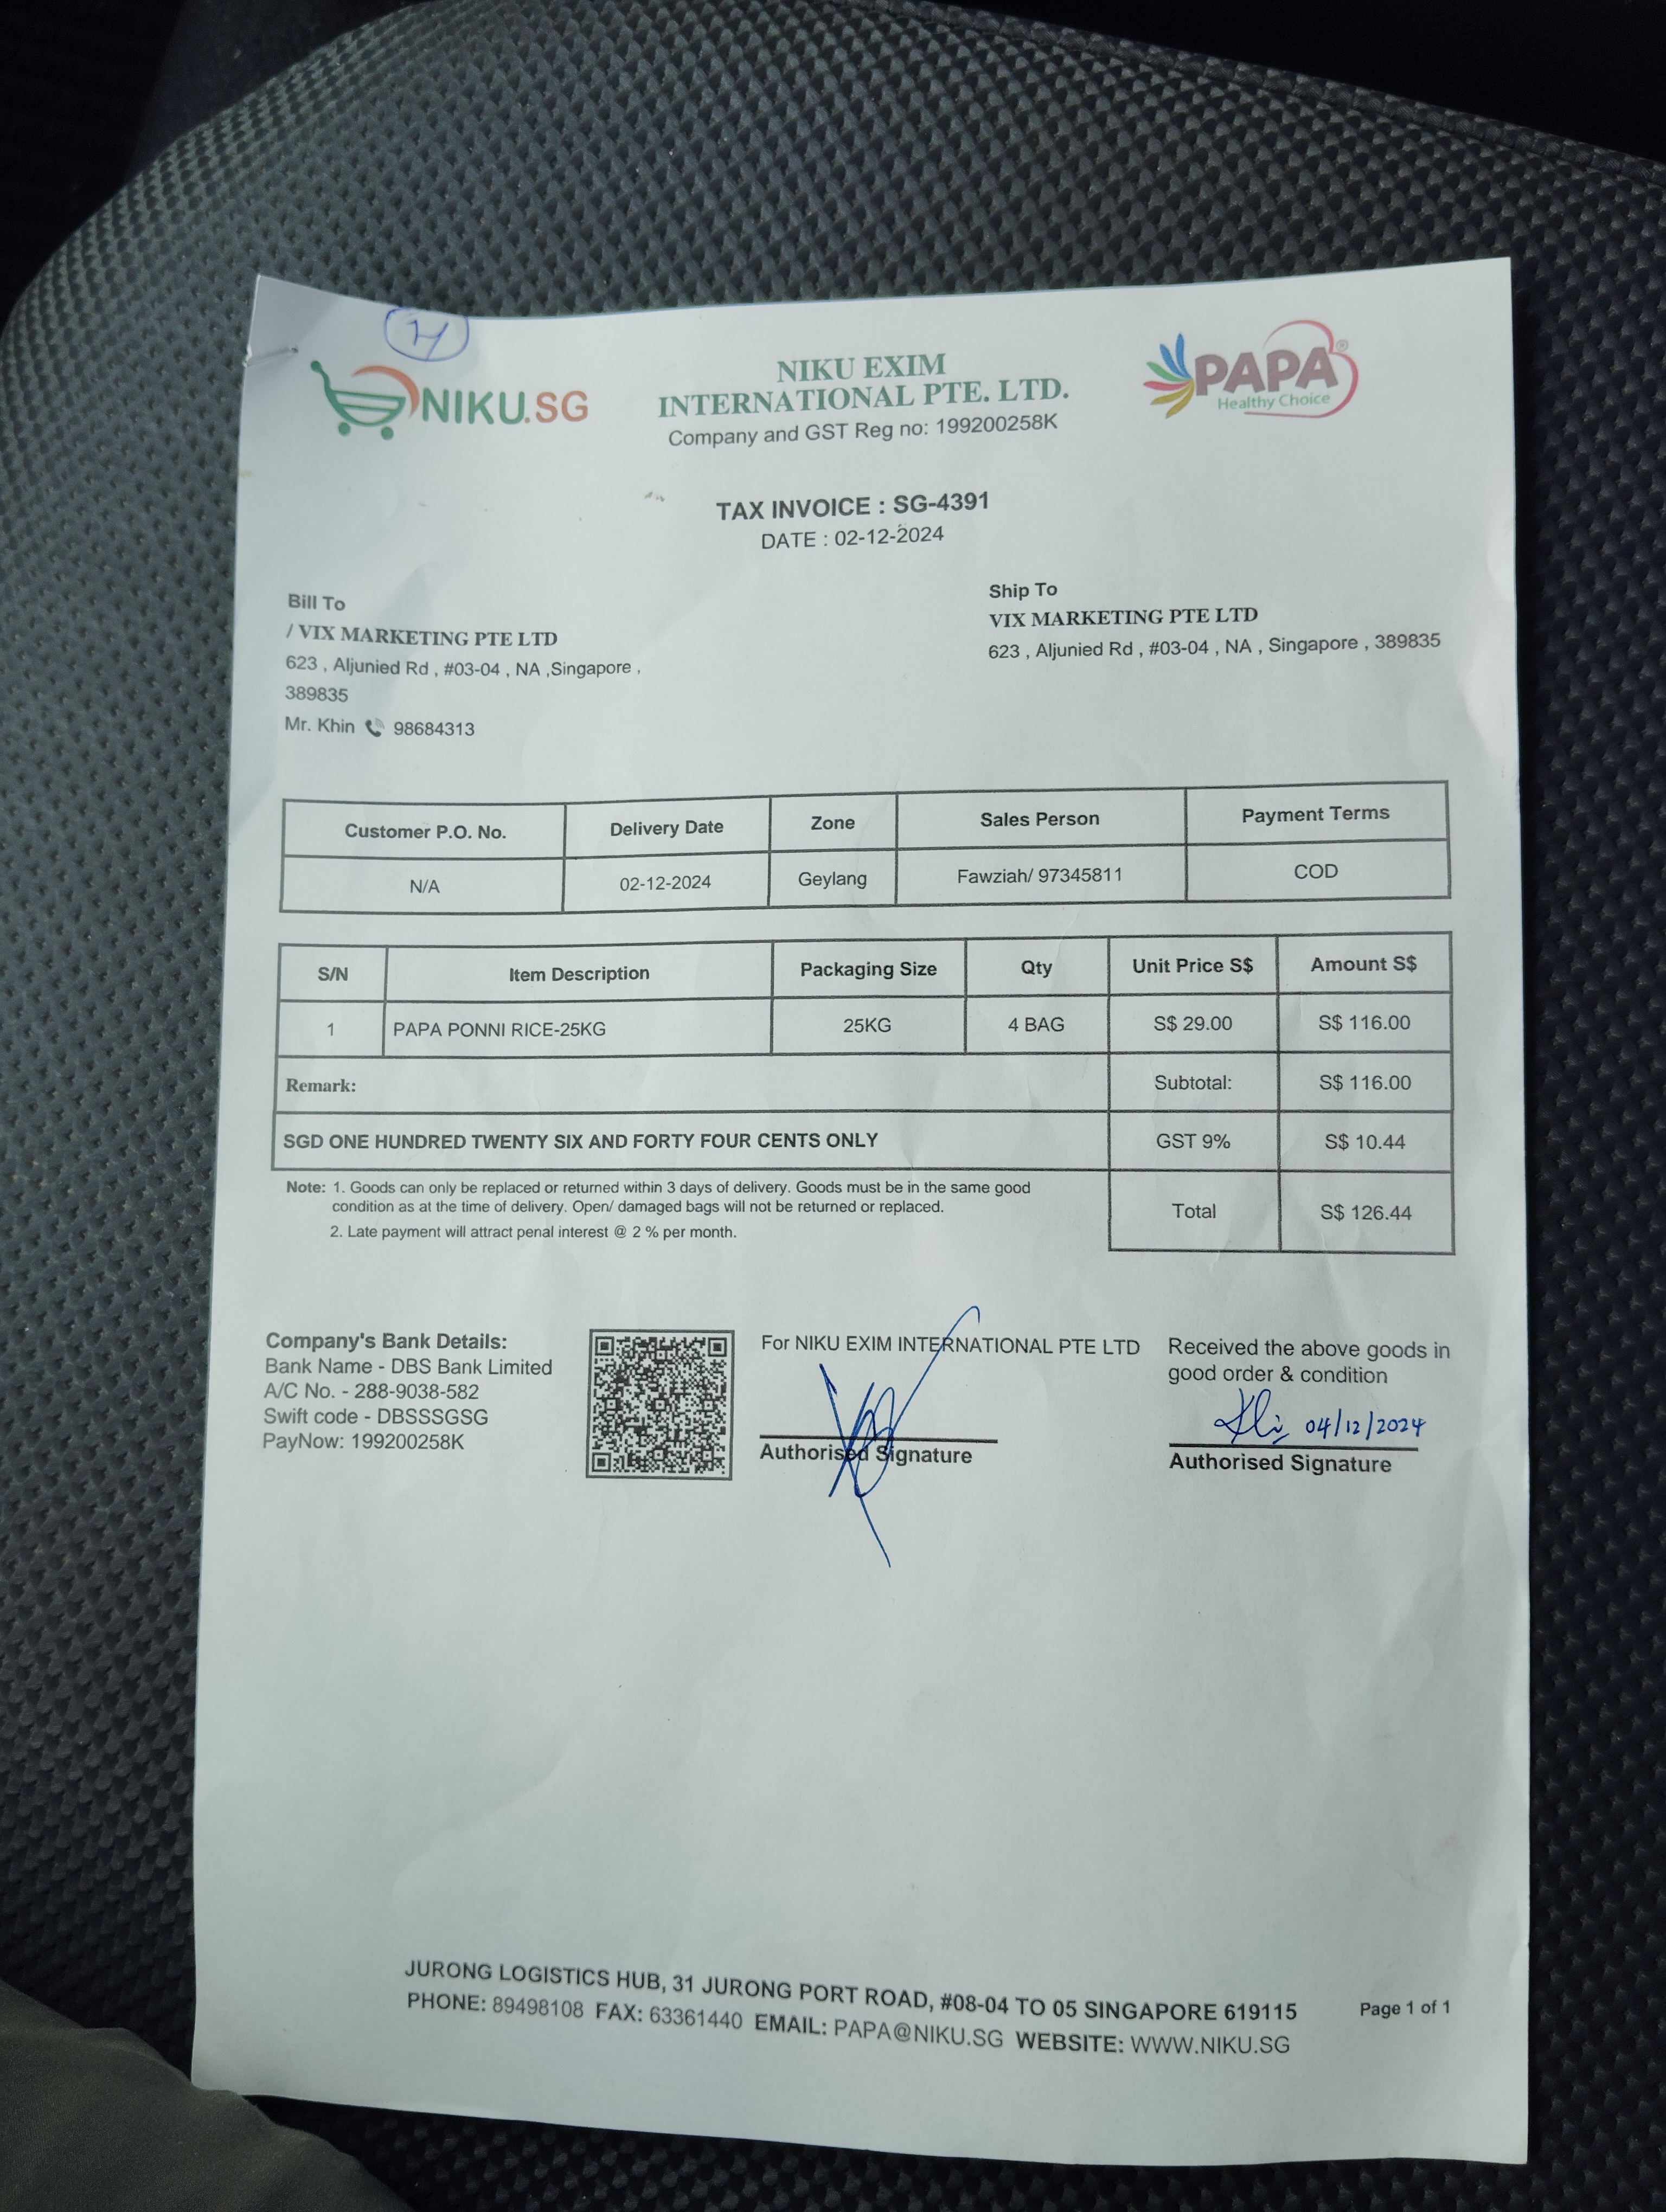 H
NIKU.SG
NIKU EXIM
INTERNATIONAL PTE. LTD.
Company and GST Reg no: 199200258K
PAPA®
Healthy Choice
TAX INVOICE : SG-4391
DATE : 02-12-2024
Bill To
/ VIX MARKETING PTE LTD
623 , Aljunied Rd , #03-04 , NA ,Singapore ,
389835
Mr. Khin 98684313
Ship To
VIX MARKETING PTE LTD
623 , Aljunied Rd , #03-04 , NA , Singapore , 389835
Customer P.O. No. Delivery Date Zone Sales Person Payment Terms
N/A 02-12-2024 Geylang Fawziah/ 97345811 COD
S/N Item Description Packaging Size Qty Unit Price S$ Amount S$
1 PAPA PONNI RICE-25KG 25KG 4 BAG S$ 29.00 S$ 116.00
Remark: Subtotal: S$ 116.00
SGD ONE HUNDRED TWENTY SIX AND FORTY FOUR CENTS ONLY GST 9% S$ 10.44
Note: 1. Goods can only be replaced or returned within 3 days of delivery. Goods must be in the same good
condition as at the time of delivery. Open/ damaged bags will not be returned or replaced.
2. Late payment will attract penal interest @ 2 % per month.
Total S$ 126.44
Company's Bank Details:
Bank Name - DBS Bank Limited
A/C No. - 288-9038-582
Swift code - DBSSSGSG
PayNow: 199200258K
For NIKU EXIM INTERNATIONAL PTE LTD
Authorised Signature
Received the above goods in
good order & condition
04/12/2024
Authorised Signature
JURONG LOGISTICS HUB, 31 JURONG PORT ROAD, #08-04 TO 05 SINGAPORE 619115
PHONE: 89498108 FAX: 63361440 EMAIL: PAPA@NIKU.SG WEBSITE: WWW.NIKU.SG
Page 1 of 1